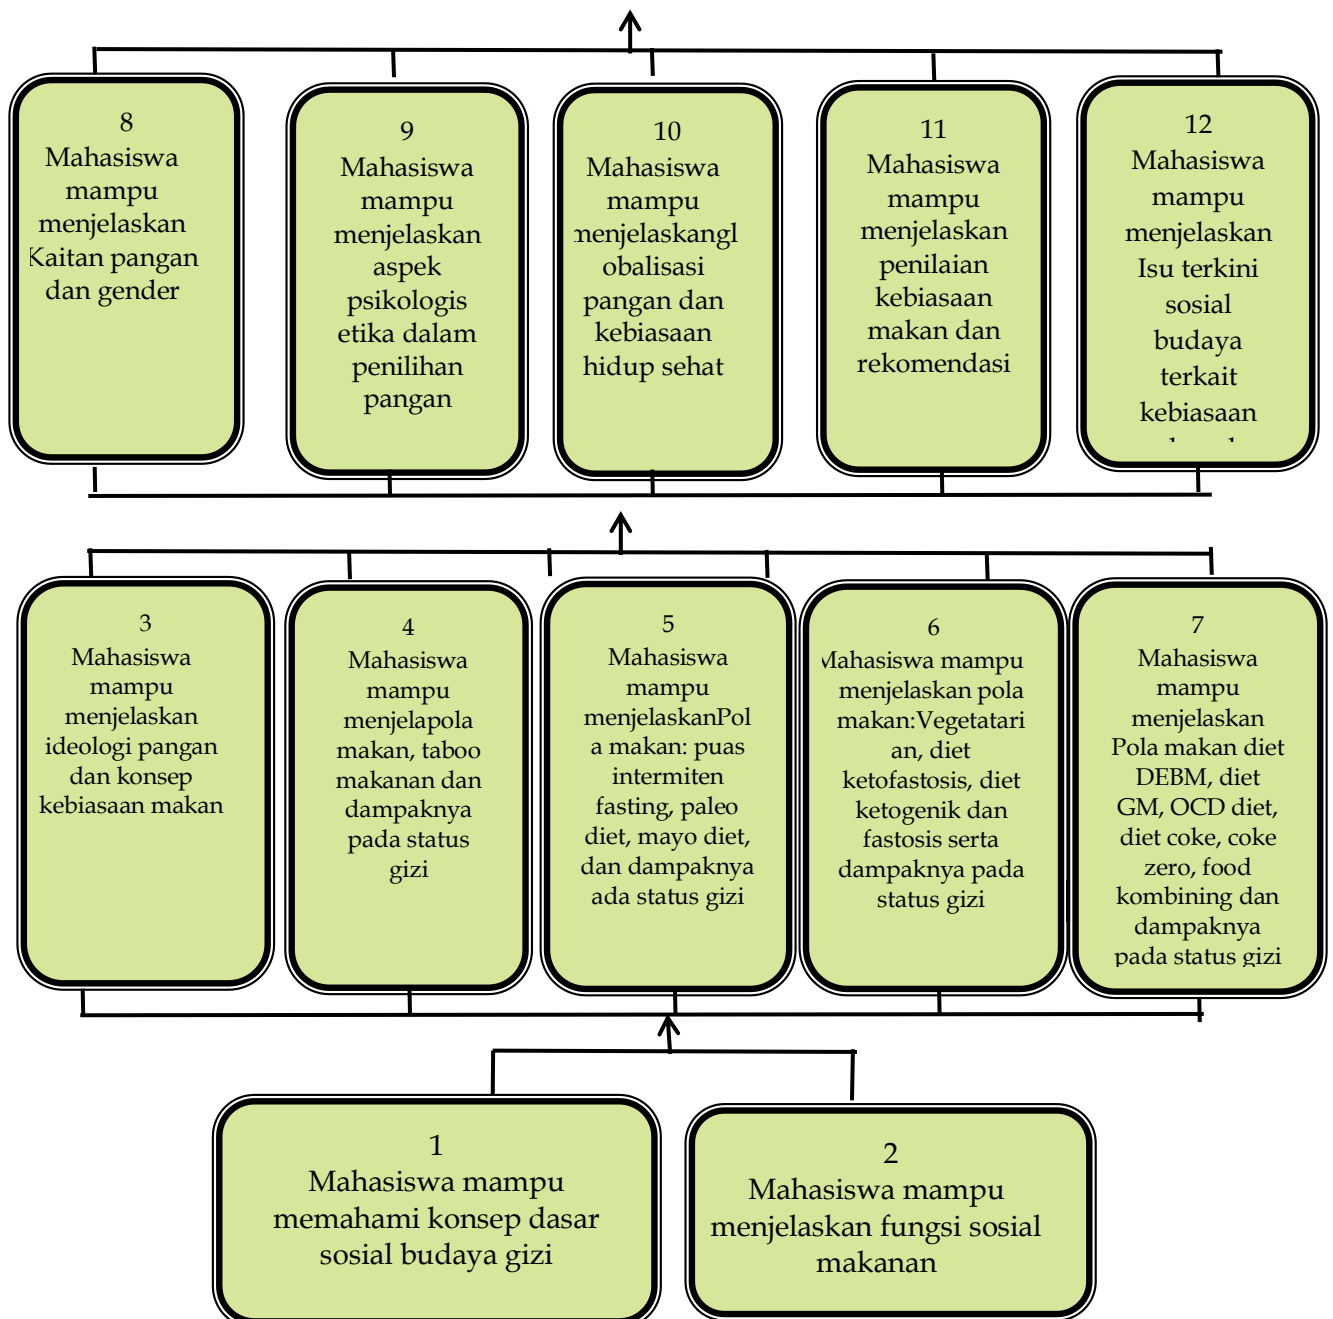 8
Mahasiswa
mampu
menjelaskan
Kaitan pangan
dan gender
9
Mahasiswa
mampu
menjelaskan
aspek
psikologis
etika dalam
penilihan
pangan
10
Mahasiswa
mampu
menjelaskangl
obalisasi
pangan dan
kebiasaan
hidup sehat
11
Mahasiswa
mampu
menjelaskan
penilaian
kebiasaan
makan dan
rekomendasi
12
Mahasiswa
mampu
menjelaskan
Isu terkini
sosial
budaya
terkait
kebiasaan
3
Mahasiswa
mampu
menjelaskan
ideologi pangan
dan konsep
kebiasaan makan
4
Mahasiswa
mampu
menjelapola
makan, taboo
makanan dan
dampaknya
pada status
gizi
5
Mahasiswa
mampu
menjelaskanPol
a makan: puas
intermiten
fasting, paleo
diet, mayo diet,
dan dampaknya
ada status gizi
6
Mahasiswa mampu
menjelaskan pola
makan:Vegetatari
an, diet
ketofastosis, diet
ketogenik dan
fastosis serta
dampaknya pada
status gizi
7
Mahasiswa
mampu
menjelaskan
Pola makan diet
DEBM, diet
GM, OCD diet,
diet coke, coke
zero, food
kombining dan
dampaknya
pada status gizi
1
Mahasiswa mampu
memahami konsep dasar
sosial budaya gizi
2
Mahasiswa mampu
menjelaskan fungsi sosial
makanan